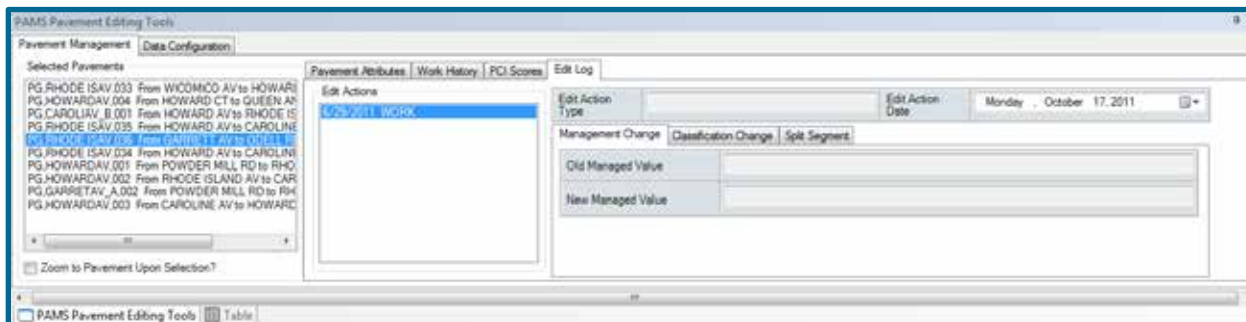 PAMS Pavement Editing Tools
Pavement Management Data Configuration
Selected Pavements
PG,RHODE ISAV,033 From WICOMICO AV to HOWARI
PG,HOWARDAV,004 From HOWARD CT to QUEEN AN
PG,CAROLIAV_B,001 From HOWARD AV to RHODE IS
PG,RHODE ISAV,035 From HOWARD AV to CAROLINE
PG,RHODE ISAV,036 From GARRETT AV to ODELL R
PG,RHODE ISAV,034 From HOWARD AV to CAROLINI
PG,HOWARDAV,001 From POWDER MILL RD to RHO
PG,HOWARDAV,002 From RHODE ISLAND AV to CAR
PG,GARRETAV_A,002 From POWDER MILL RD to RH
PG,HOWARDAV,003 From CAROLINE AV to HOWARD
Zoom to Pavement Upon Selection?
Pavement Attributes Work History PCI Scores Edit Log
Edit Actions
6/29/2011 WORK
Edit Action Type
Edit Action Date
Monday , October 17, 2011
Management Change Classification Change Split Segment
Old Managed Value
New Managed Value
PAMS Pavement Editing Tools Table